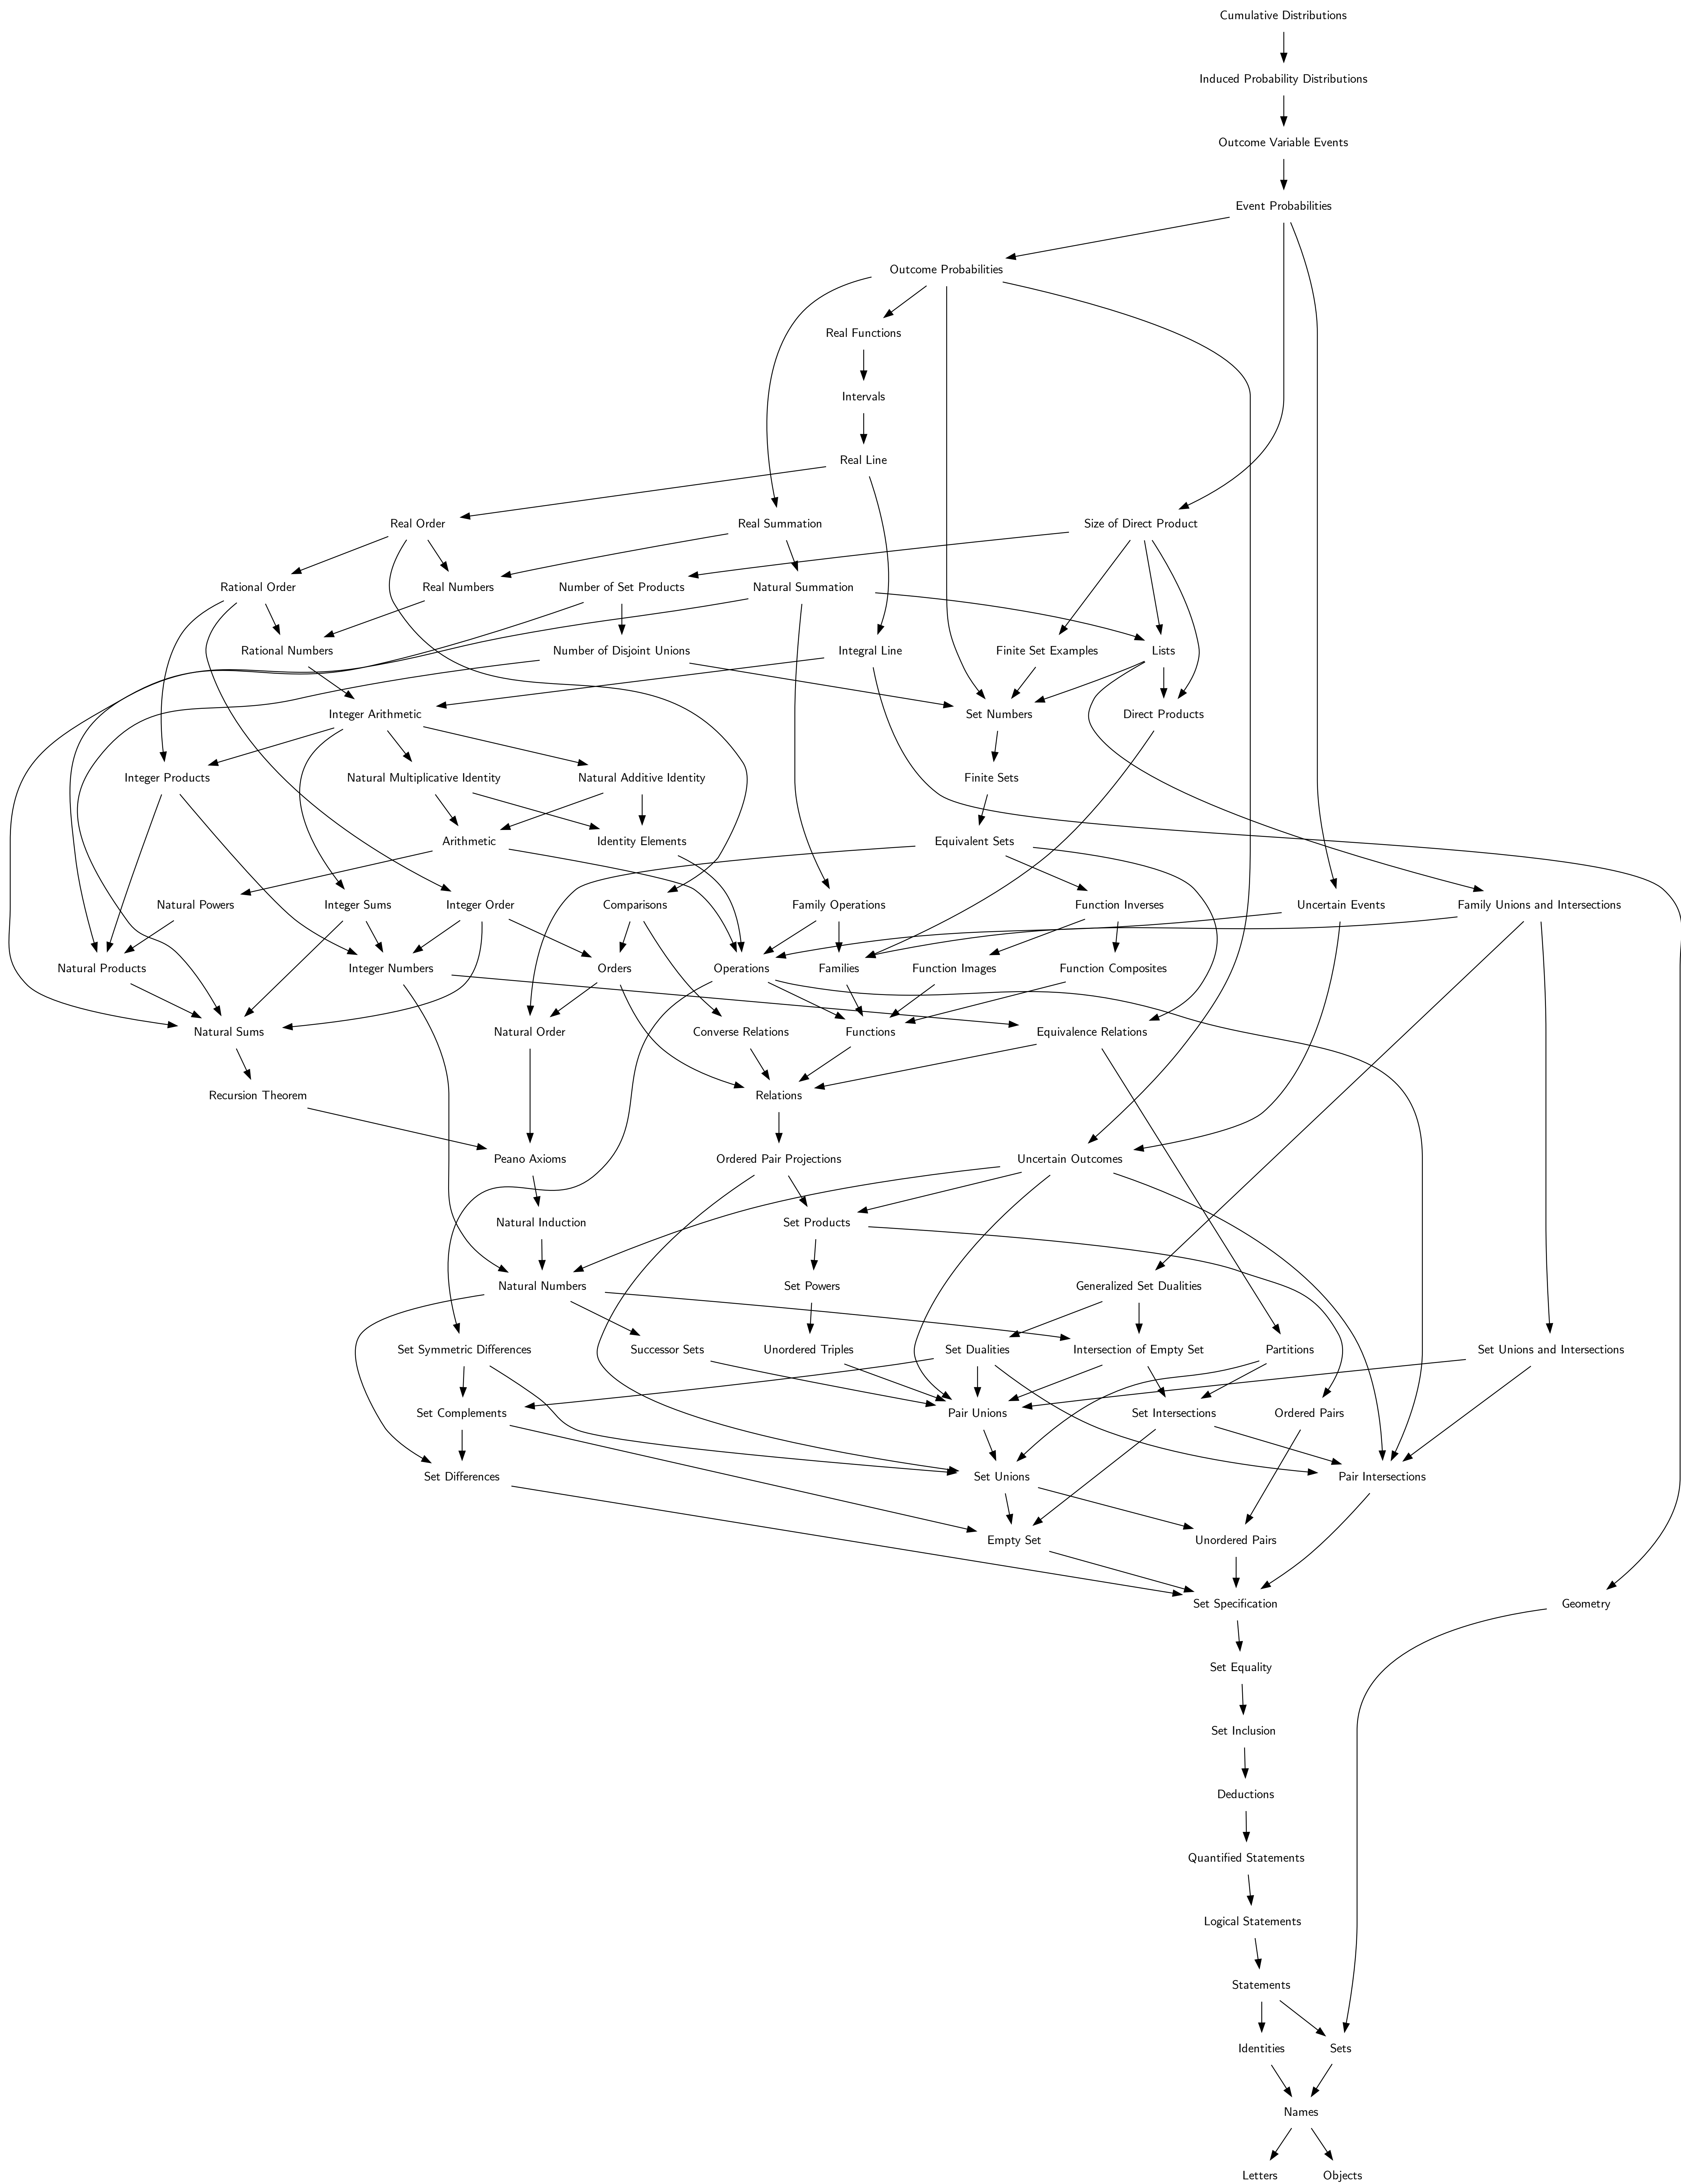 Cumulative Distributions
Induced Probability Distributions
Outcome Variable Events
Event Probabilities
Outcome Probabilities
Real Functions
Intervals
Real Line
Real Order
Real Summation
Size of Direct Product
Rational Order
Real Numbers
Number of Set Products
Natural Summation
Rational Numbers
Number of Disjoint Unions
Integral Line
Finite Set Examples
Lists
Integer Arithmetic
Set Numbers
Direct Products
Integer Products
Natural Multiplicative Identity
Natural Additive Identity
Finite Sets
Arithmetic
Identity Elements
Equivalent Sets
Natural Powers
Integer Sums
Integer Order
Comparisons
Family Operations
Function Inverses
Uncertain Events
Family Unions and Intersections
Natural Products
Integer Numbers
Orders
Operations
Families
Function Images
Function Composites
Natural Sums
Natural Order
Converse Relations
Functions
Equivalence Relations
Recursion Theorem
Relations
Peano Axioms
Ordered Pair Projections
Uncertain Outcomes
Natural Induction
Set Products
Natural Numbers
Set Powers
Generalized Set Dualities
Set Symmetric Differences
Successor Sets
Unordered Triples
Set Dualities
Intersection of Empty Set
Partitions
Set Unions and Intersections
Set Complements
Pair Unions
Set Intersections
Ordered Pairs
Set Differences
Set Unions
Pair Intersections
Empty Set
Unordered Pairs
Set Specification
Geometry
Set Equality
Set Inclusion
Deductions
Quantified Statements
Logical Statements
Statements
Identities
Sets
Names
Letters
Objects